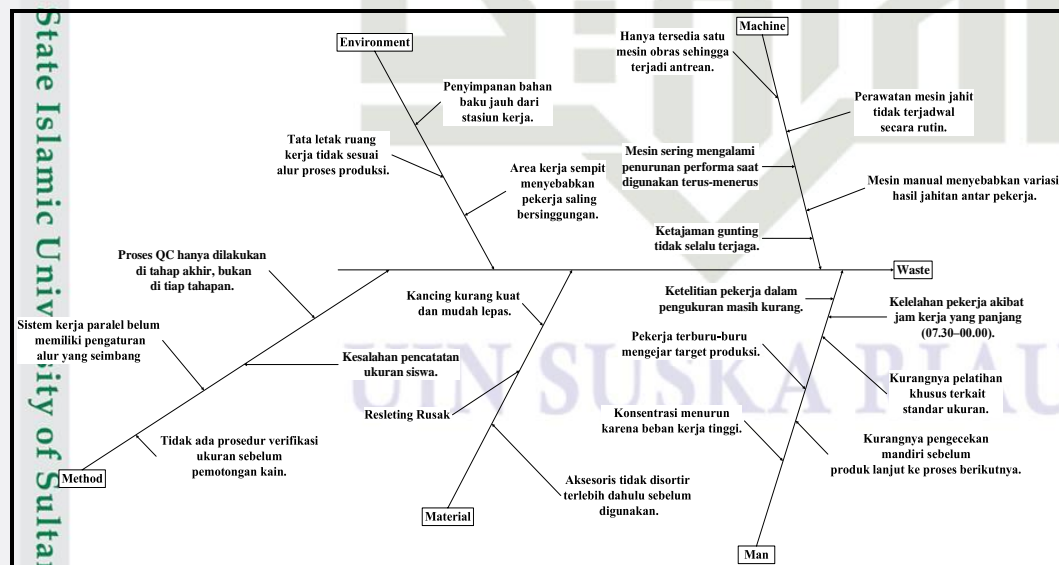 State Islamic University of Sultan
UIN SUSKA RIAU
Environment
Penyimpanan bahan
baku jauh dari
stasiun kerja.
Tata letak ruang
kerja tidak sesuai
alur proses produksi.
Area kerja sempit
menyebabkan
pekerja saling
bersinggungan.
Machine
Hanya tersedia satu
mesin obras sehingga
terjadi antrean.
Perawatan mesin jahit
tidak terjadwal
secara rutin.
Mesin sering mengalami
penurunan performa saat
digunakan terus-menerus
Mesin manual menyebabkan variasi
hasil jahitan antar pekerja.
Ketajaman gunting
tidak selalu terjaga.
Waste
Proses QC hanya dilakukan
di tahap akhir, bukan
di tiap tahapan.
Sistem kerja paralel belum
memiliki pengaturan
alur yang seimbang
Kesalahan pencatatan
ukuran siswa.
Tidak ada prosedur verifikasi
ukuran sebelum
pemotongan kain.
Method
Kancing kurang kuat
dan mudah lepas.
Resleting Rusak
Aksesoris tidak disortir
terlebih dahulu sebelum
digunakan.
Material
Ketelitian pekerja dalam
pengukuran masih kurang.
Kelelahan pekerja akibat
jam kerja yang panjang
(07.30–00.00).
Pekerja terburu-buru
mengejar target produksi.
Kurangnya pelatihan
khusus terkait
standar ukuran.
Konsentrasi menurun
karena beban kerja tinggi.
Kurangnya pengecekan
mandiri sebelum
produk lanjut ke proses berikutnya.
Man